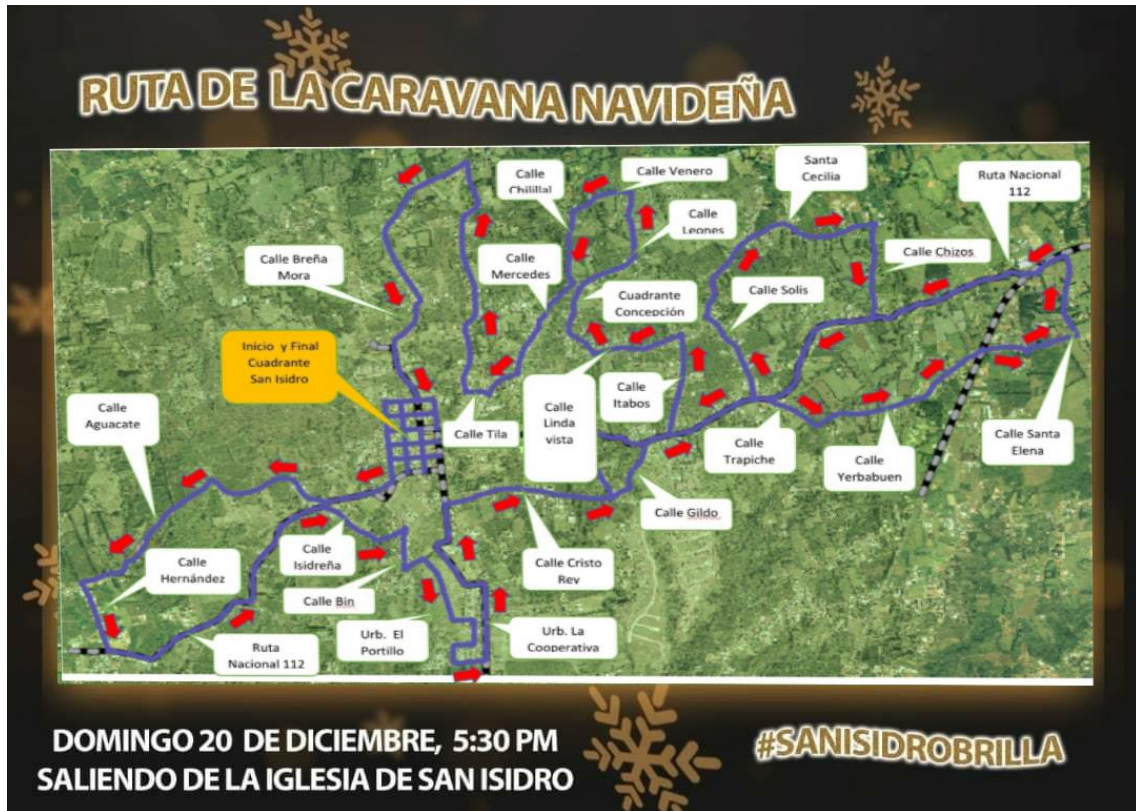 RUTA DE LA CARAVANA NAVIDEÑA
Calle
Chilillal
Calle Venero
Santa
Cecilia
Ruta Nacional
112
Calle
Leones
Calle Breña
Mora
Calle
Mercedes
Calle Chizos
Cuadrante
Concepción
Calle Solis
Inicio y Final
Cuadrante
San Isidro
Calle
Aguacate
Calle Tila
Calle
Linda
vista
Calle
Itabos
Calle
Trapiche
Calle
Yerbabuen
Calle Santa
Elena
Calle Gildo
Calle
Hernández
Calle
Isidreña
Calle Cristo
Rey
Calle Bin
Ruta
Nacional 112
Urb. El
Portillo
Urb. La
Cooperativa
DOMINGO 20 DE DICIEMBRE, 5:30 PM
SALIENDO DE LA IGLESIA DE SAN ISIDRO
#SANISIDROBRILLA